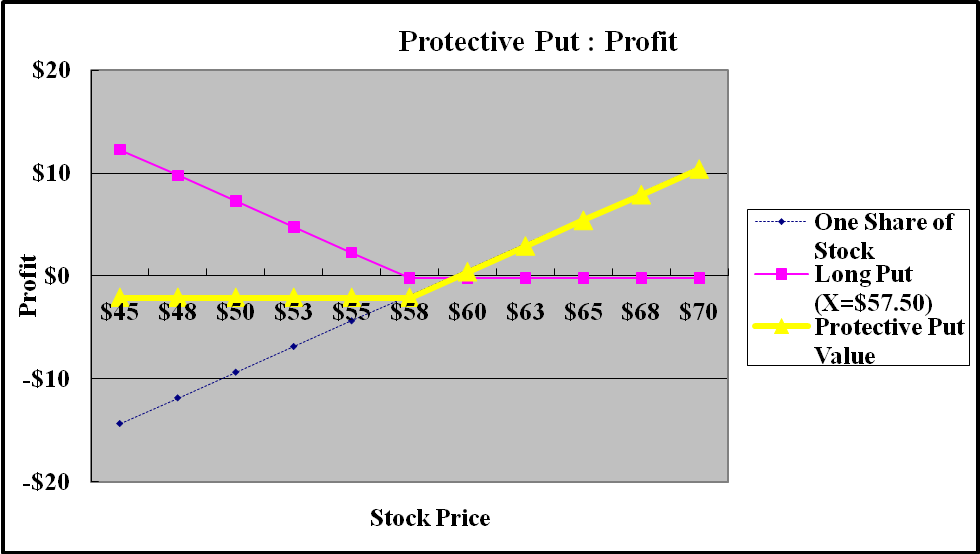 Protective Put : Profit
$20
$10
$0
-$10
-$20
Profit
$45 $48 $50 $53 $55 $58 $60 $63 $65 $68 $70
Stock Price
One Share of
Stock
Long Put
(X=$57.50)
Protective Put
Value